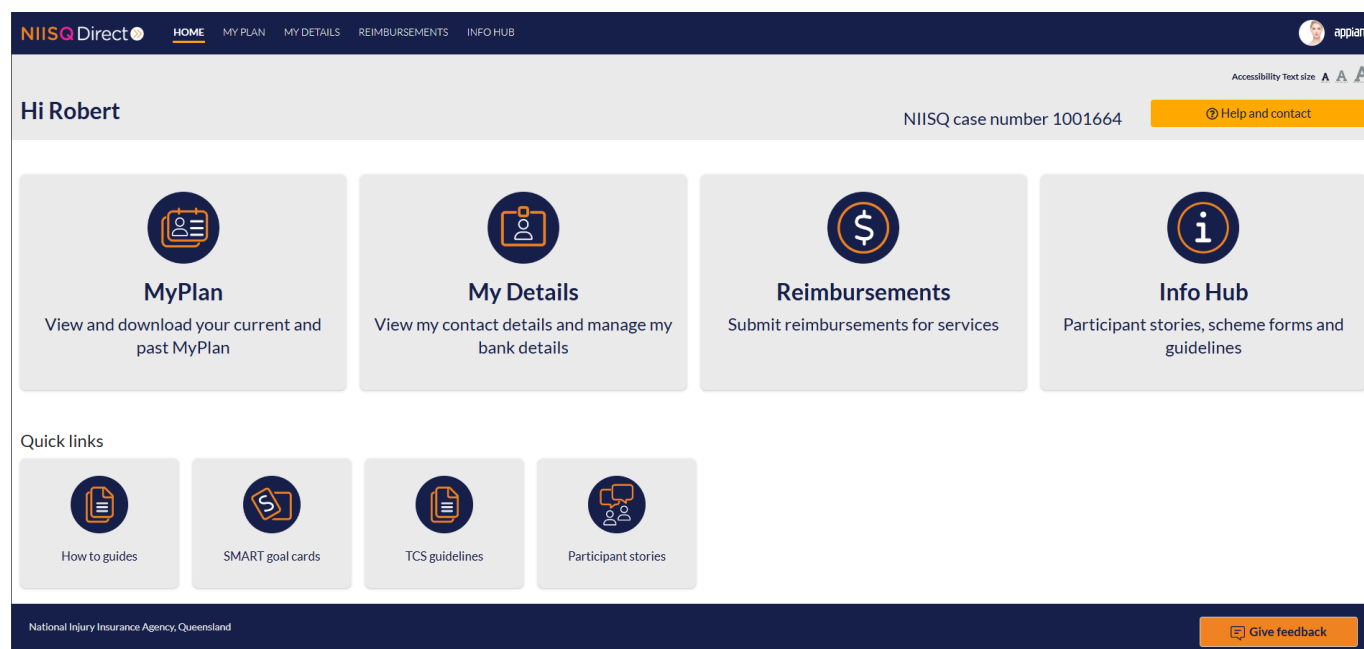 NIISQ Direct
HOME MY PLAN MY DETAILS REIMBURSEMENTS INFO HUB
appian
Accessibility Text size A A A
Hi Robert
NIISQ case number 1001664
Help and contact
MyPlan
View and download your current and
past MyPlan
My Details
View my contact details and manage my
bank details
Reimbursements
Submit reimbursements for services
Info Hub
Participant stories, scheme forms and
guidelines
Quick links
How to guides
SMART goal cards
TCS guidelines
Participant stories
National Injury Insurance Agency, Queensland
Give feedback